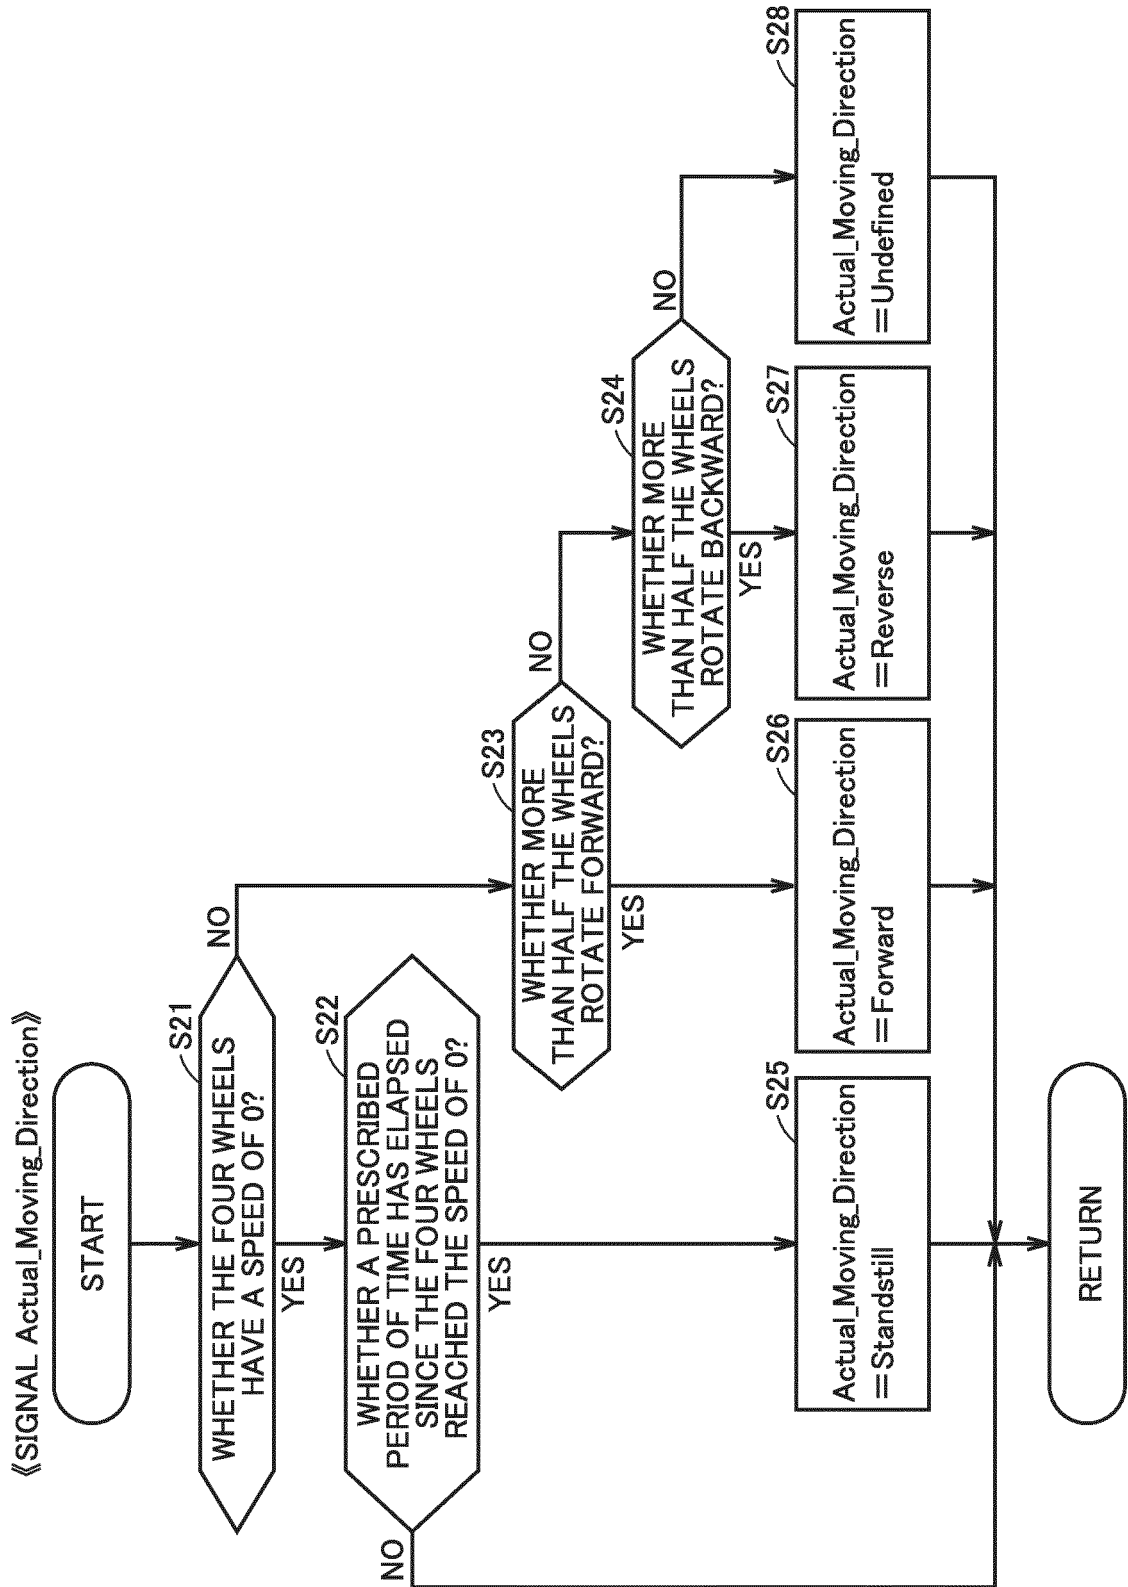 《SIGNAL Actual_Moving_Direction》
START
S21
WHETHER THE FOUR WHEELS
HAVE A SPEED OF 0?
NO
YES
S22
WHETHER A PRESCRIBED
PERIOD OF TIME HAS ELAPSED
SINCE THE FOUR WHEELS
REACHED THE SPEED OF 0?
NO
YES
S23
WHETHER MORE
THAN HALF THE WHEELS
ROTATE FORWARD?
NO
YES
S24
WHETHER MORE
THAN HALF THE WHEELS
ROTATE BACKWARD?
NO
YES
S25
Actual_Moving_Direction
=Standstill
S26
Actual_Moving_Direction
=Forward
S27
Actual_Moving_Direction
=Reverse
S28
Actual_Moving_Direction
=Undefined
RETURN